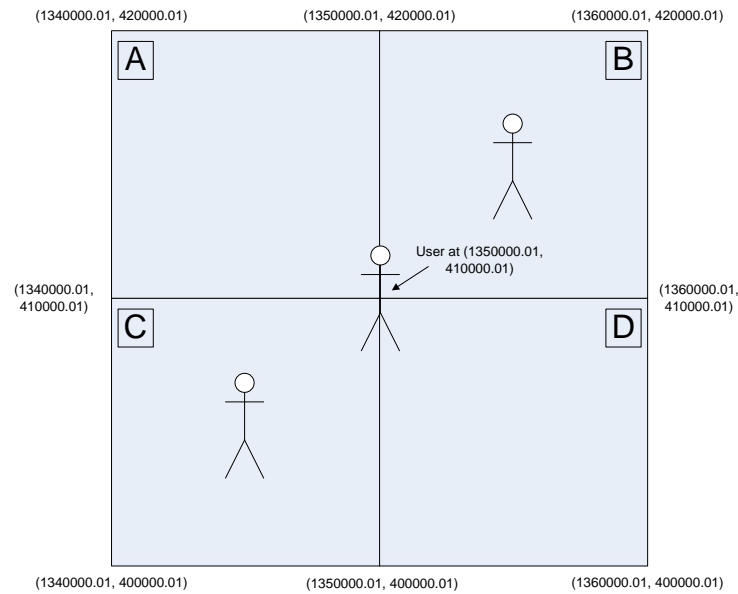 (1340000.01, 420000.01)
(1350000.01, 420000.01)
(1360000.01, 420000.01)
A
B
User at (1350000.01,
410000.01)
(1340000.01,
410000.01)
(1360000.01,
410000.01)
C
D
(1340000.01, 400000.01)
(1350000.01, 400000.01)
(1360000.01, 400000.01)